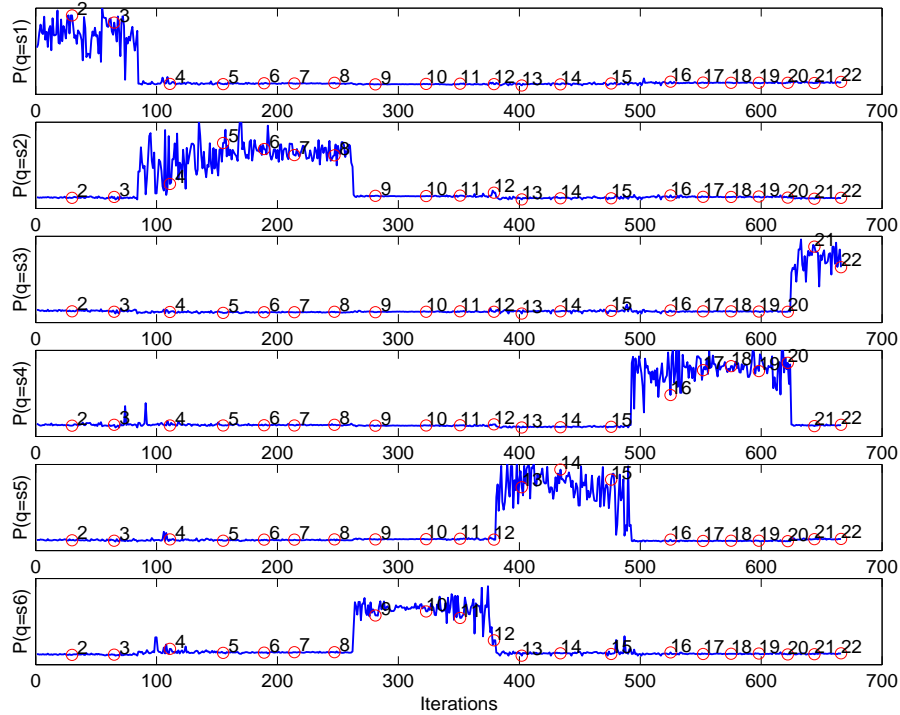 P(q=s1)
2 3 4 5 6 7 8 9 10 11 12 13 14 15 16 17 18 19 20 21 22
0 100 200 300 400 500 600 700
P(q=s2)
2 3 4 5 6 7 8 9 10 11 12 13 14 15 16 17 18 19 20 21 22
0 100 200 300 400 500 600 700
P(q=s3)
2 3 4 5 6 7 8 9 10 11 12 13 14 15 16 17 18 19 20 21 22
0 100 200 300 400 500 600 700
P(q=s4)
2 3 4 5 6 7 8 9 10 11 12 13 14 15 16 17 18 19 20 21 22
0 100 200 300 400 500 600 700
P(q=s5)
2 3 4 5 6 7 8 9 10 11 12 13 14 15 16 17 18 19 20 21 22
0 100 200 300 400 500 600 700
P(q=s6)
2 3 4 5 6 7 8 9 10 11 12 13 14 15 16 17 18 19 20 21 22
0 100 200 300 400 500 600 700
Iterations